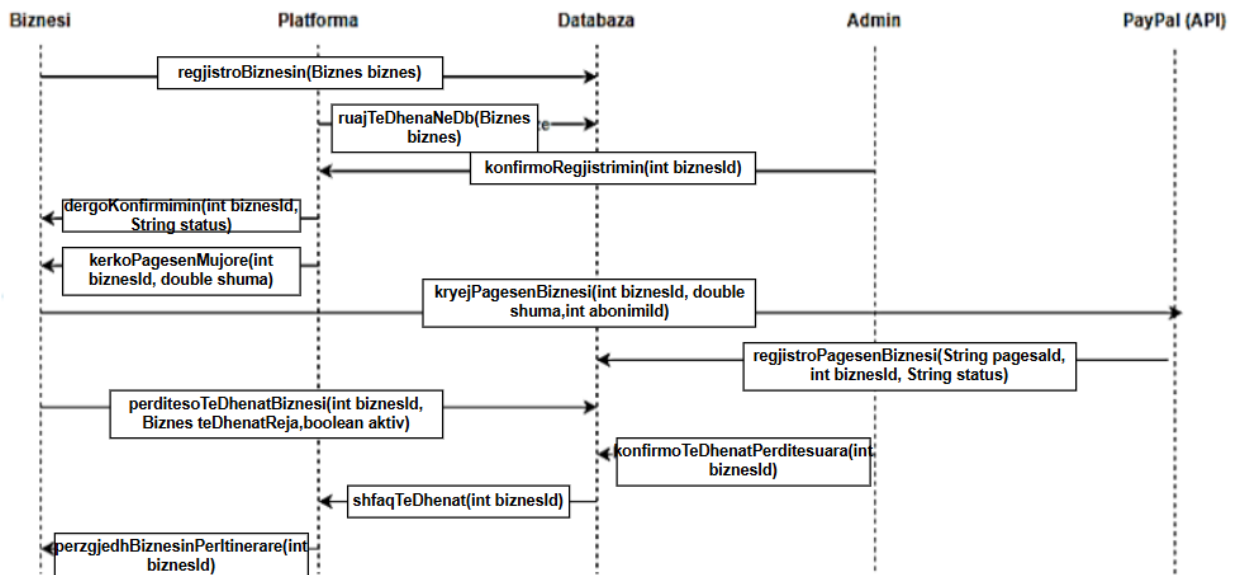 Biznesi Platforma Databaza Admin PayPal (API)
regjistroBiznesin(Biznes biznes)
ruajTeDhenaNeDb(Biznes
biznes)
konfirmoRegjistrimin(int biznesId)
dergoKonfirmimin(int biznesId,
String status)
kerkoPagesenMujore(int
biznesId, double shuma)
kryejPagesenBiznesi(int biznesId, double
shuma,int abonimiId)
regjistroPagesenBiznesi(String pagesaId,
int biznesId, String status)
perditesoTeDhenatBiznesi(int biznesId,
Biznes teDhenatReja,boolean aktiv)
konfirmoTeDhenatPerditesuara(int
biznesId)
shfaqTeDhenat(int biznesId)
perzgjedhBiznesinPerItinerare(int
biznesId)